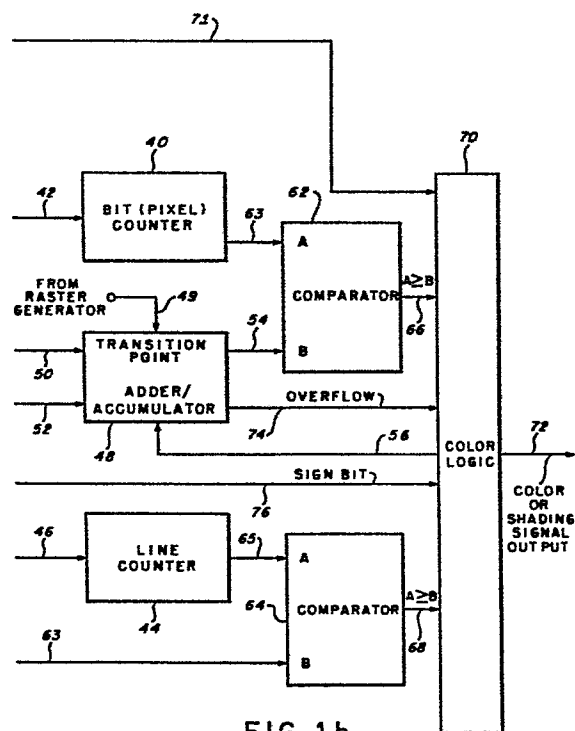 71
70
40
42
BIT (PIXEL)
COUNTER
63
62
A
COMPARATOR
B
A≥B
66
FROM
RASTER
GENERATOR
49
TRANSITION
POINT
ADDER/
ACCUMULATOR
54
50
52
48
OVERFLOW
74
56
COLOR
LOGIC
72
COLOR
OR
SHADING
SIGNAL
OUTPUT
SIGN BIT
76
46
LINE
COUNTER
44
65
A
64
COMPARATOR
B
A≥B
68
63
FIG. 1b